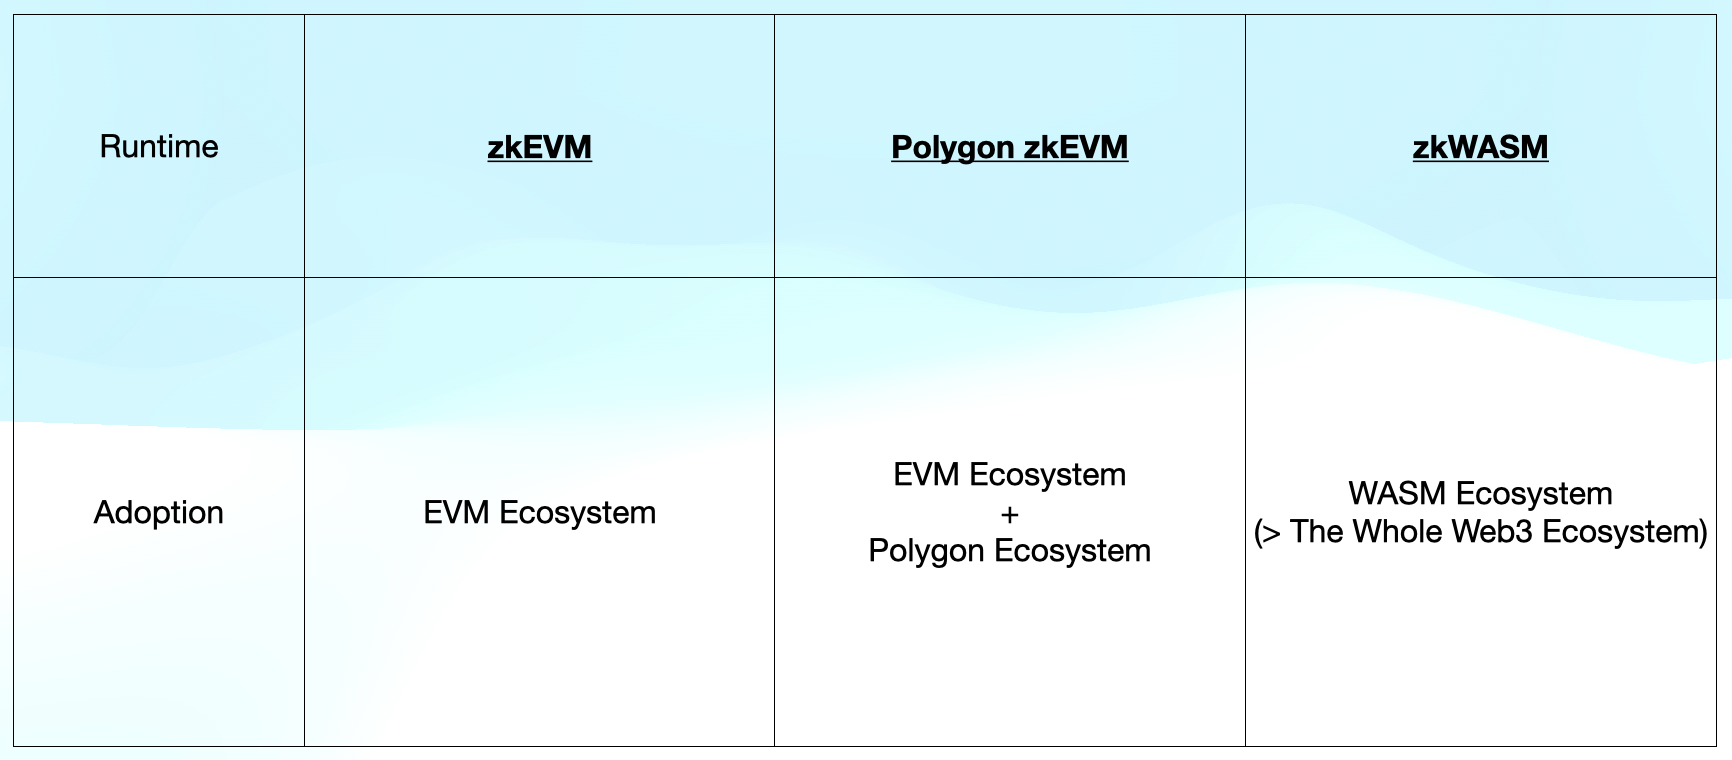 Runtime
zkEVM
Polygon zkEVM
zkWASM
Adoption
EVM Ecosystem
EVM Ecosystem
+
Polygon Ecosystem
WASM Ecosystem
(> The Whole Web3 Ecosystem)